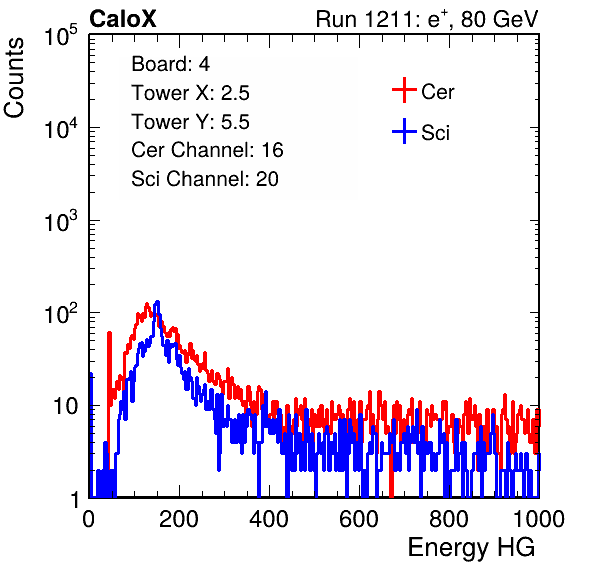 CaloX Run 1211: e⁺, 80 GeV
Counts
10⁵
10⁴
10³
10²
10
1
Board: 4
Tower X: 2.5
Tower Y: 5.5
Cer Channel: 16
Sci Channel: 20
Cer
Sci
0 200 400 600 800 1000
Energy HG